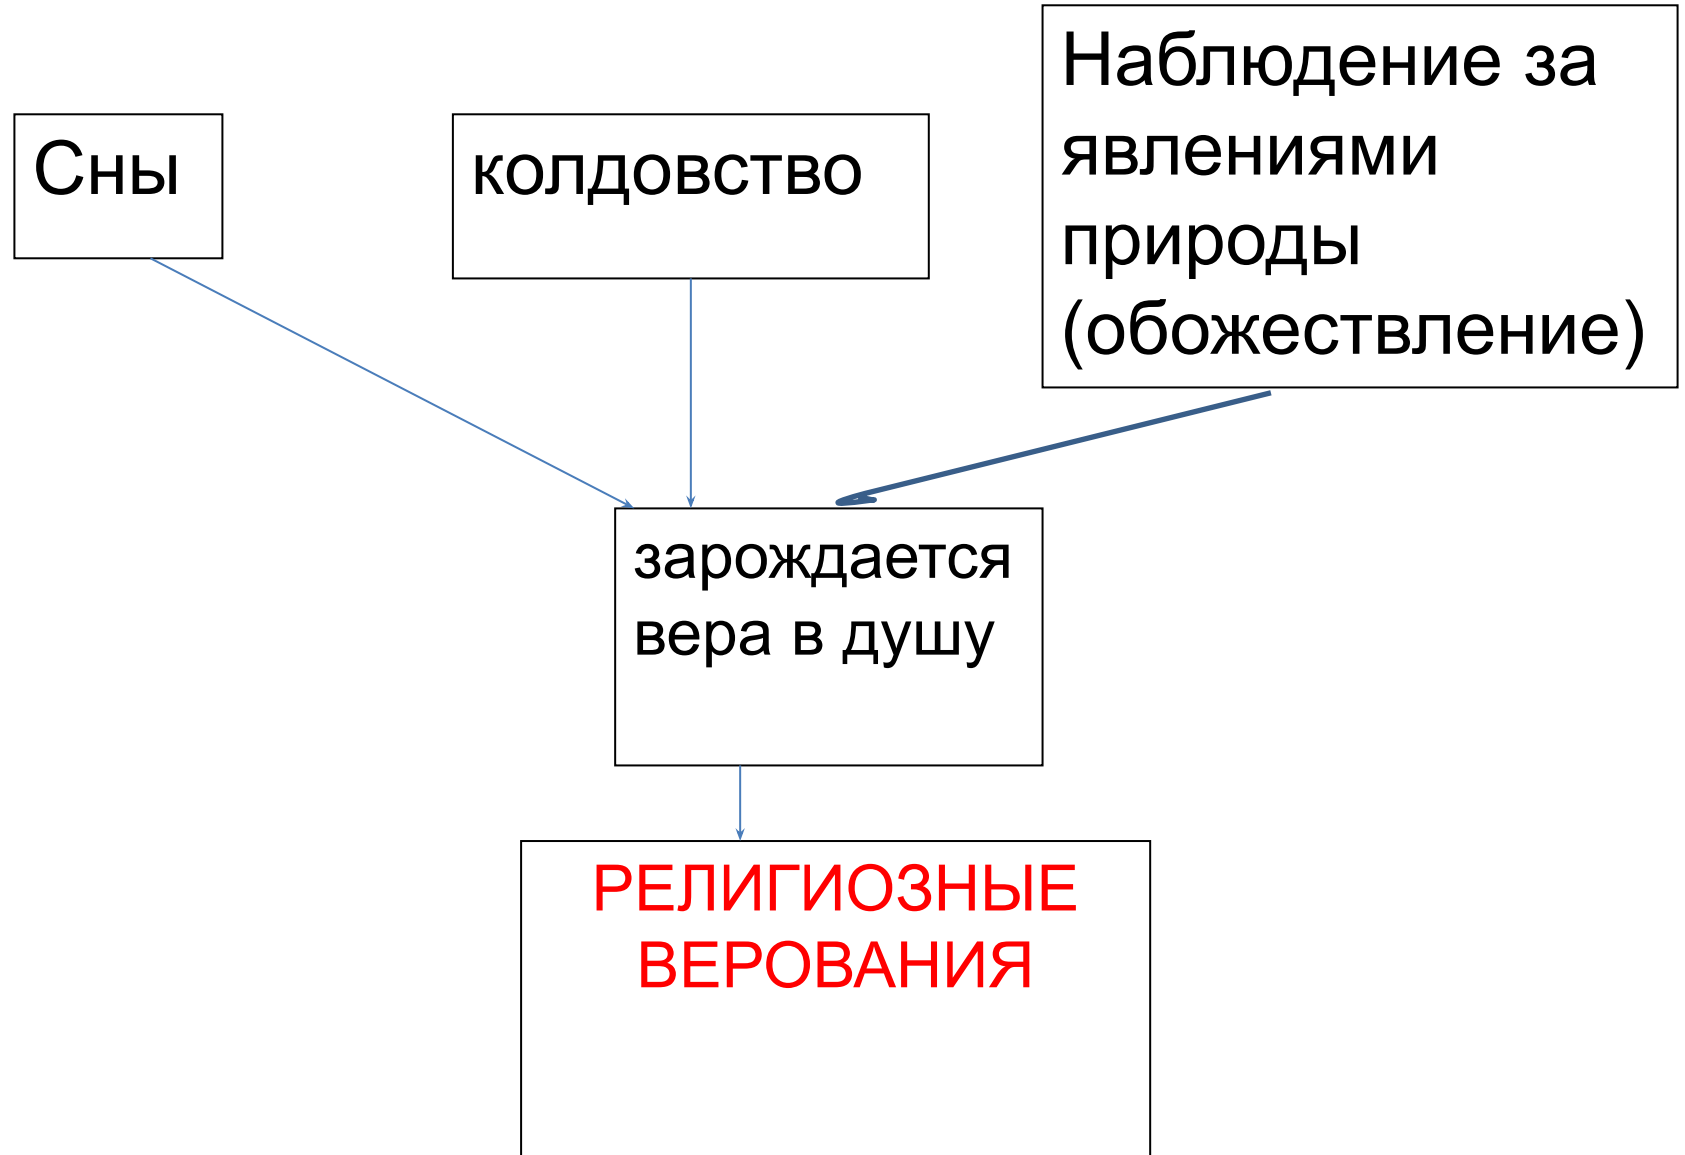 Сны
колдовство
Наблюдение за
явлениями
природы
(обожествление)
зарождается
вера в душу
РЕЛИГИОЗНЫЕ
ВЕРОВАНИЯ